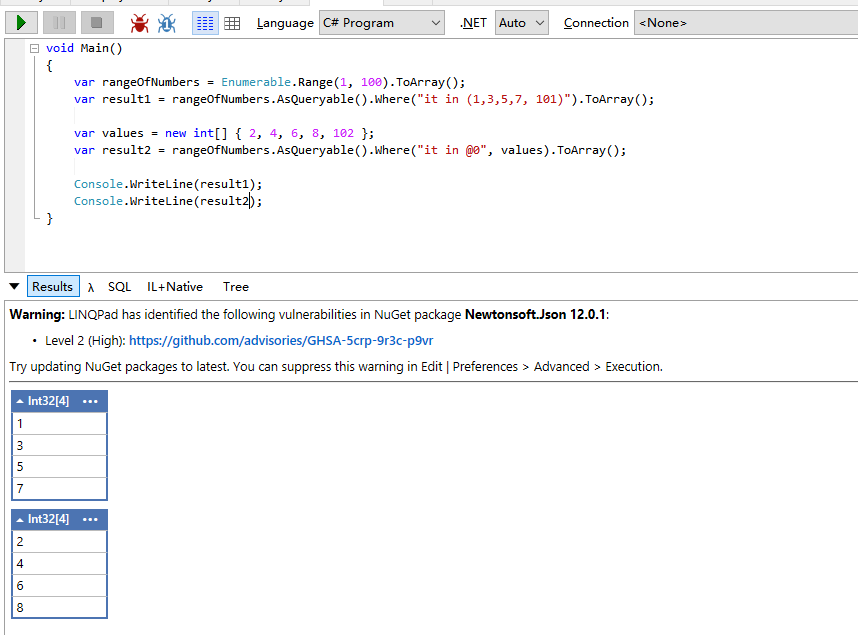 Language C# Program .NET Auto Connection <None>
void Main()
{
var rangeOfNumbers = Enumerable.Range(1, 100).ToArray();
var result1 = rangeOfNumbers.AsQueryable().Where("it in (1,3,5,7, 101)").ToArray();
var values = new int[] { 2, 4, 6, 8, 102 };
var result2 = rangeOfNumbers.AsQueryable().Where("it in @0", values).ToArray();
Console.WriteLine(result1);
Console.WriteLine(result2);
}
Results λ SQL IL+Native Tree
Warning: LINQPad has identified the following vulnerabilities in NuGet package Newtonsoft.Json 12.0.1:
• Level 2 (High): https://github.com/advisories/GHSA-5crp-9r3c-p9vr
Try updating NuGet packages to latest. You can suppress this warning in Edit | Preferences > Advanced > Execution.
Int32[4] •••
1
3
5
7
Int32[4] •••
2
4
6
8